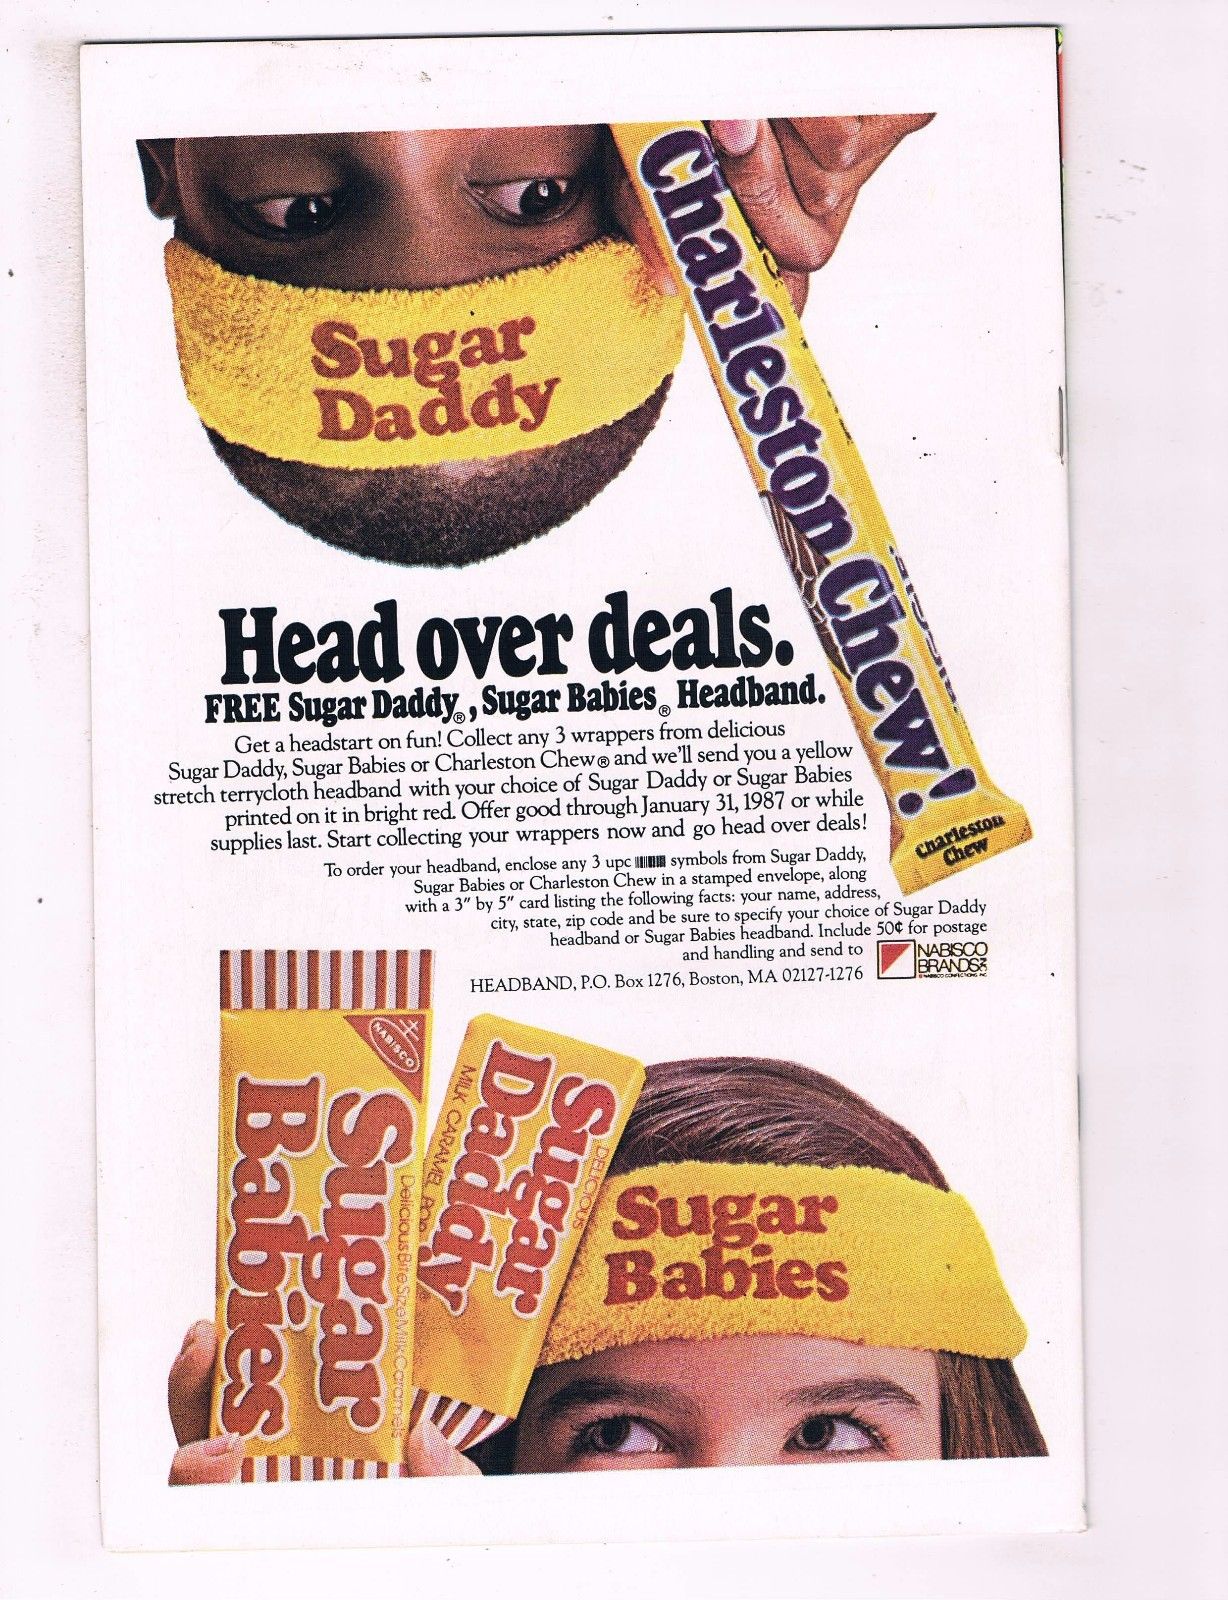 Sugar
Daddy
Charleston Chew!
Charleston
Chew
Head over deals.
FREE Sugar Daddy®, Sugar Babies® Headband.
Get a headstart on fun! Collect any 3 wrappers from delicious
Sugar Daddy, Sugar Babies or Charleston Chew® and we'll send you a yellow
stretch terrycloth headband with your choice of Sugar Daddy or Sugar Babies
printed on it in bright red. Offer good through January 31, 1987 or while
supplies last. Start collecting your wrappers now and go head over deals!
To order your headband, enclose any 3 upc symbols from Sugar Daddy,
Sugar Babies or Charleston Chew in a stamped envelope, along
with a 3" by 5" card listing the following facts: your name, address,
city, state, zip code and be sure to specify your choice of Sugar Daddy
headband or Sugar Babies headband. Include 50¢ for postage
and handling and send to
HEADBAND, P.O. Box 1276, Boston, MA 02127-1276
NABISCO
BRANDS
NABISCO
Sugar
Babies
Delicious Bite Size Milk Caramels
DELICIOUS
Sugar
Daddy
MILK CARAMEL POP
Sugar
Babies